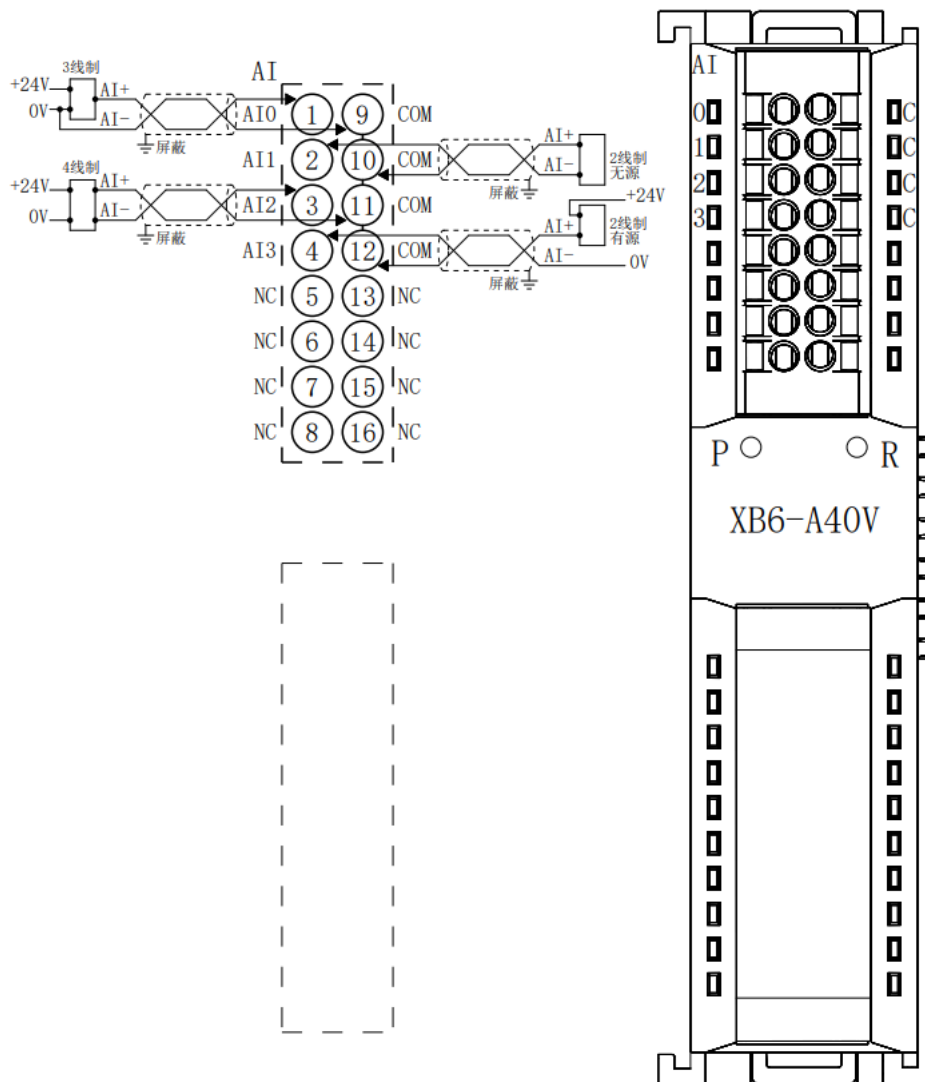 AI
3线制
+24V
0V
AI+
AI-
屏蔽
AI0
1
9
COM
AI1
2
10
COM
AI+
AI-
2线制
无源
屏蔽
4线制
+24V
0V
AI+
AI-
屏蔽
AI2
3
11
COM
+24V
AI3
4
12
COM
AI+
AI-
2线制
有源
0V
屏蔽
NC
5
13
NC
NC
6
14
NC
NC
7
15
NC
NC
8
16
NC
AI
0
C
1
C
2
C
3
C
P
R
XB6-A40V